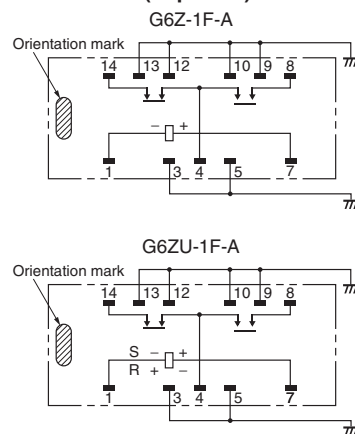 G6Z-1F-A
Orientation mark
14 13 12 10 9 8
− +
1 3 4 5 7
G6ZU-1F-A
Orientation mark
14 13 12 10 9 8
S − +
R + −
1 3 4 5 7